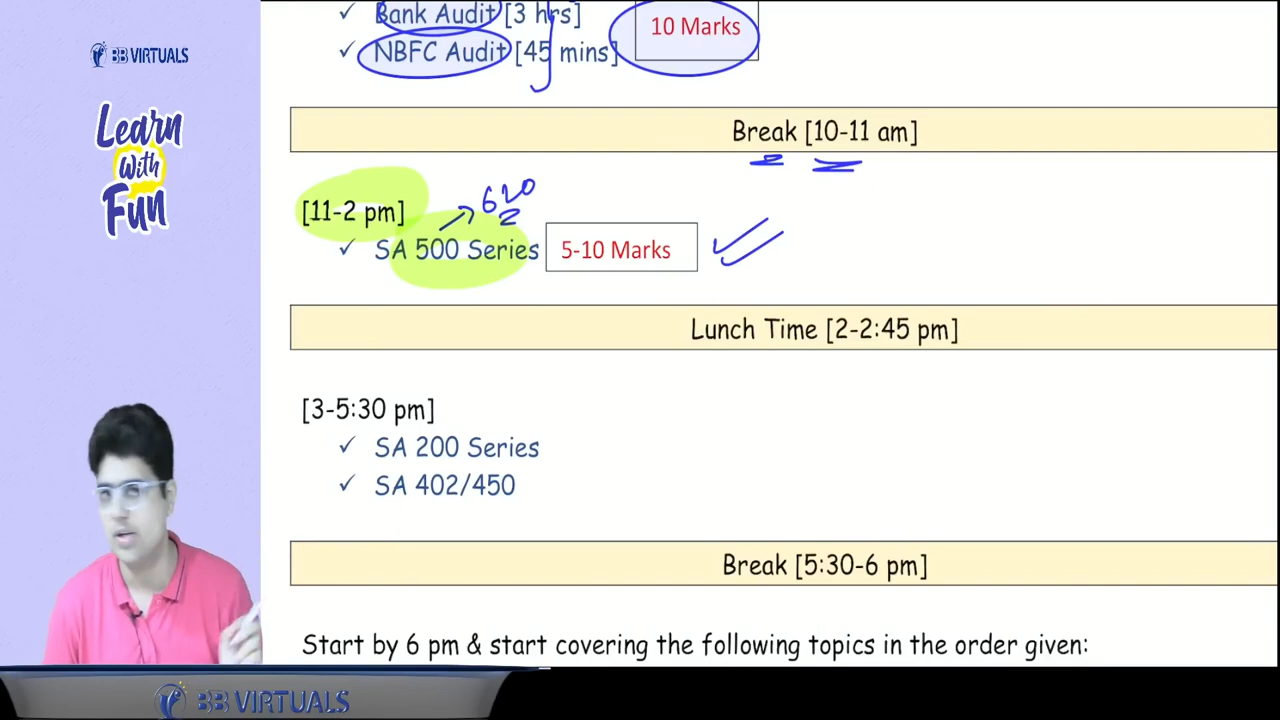 BB VIRTUALS
Learn
With
Fun
✓ Bank Audit [3 hrs]
✓ NBFC Audit [45 mins]
10 Marks
Break [10-11 am]
[11-2 pm]
620
✓ SA 500 Series
5-10 Marks
Lunch Time [2-2:45 pm]
[3-5:30 pm]
✓ SA 200 Series
✓ SA 402/450
Break [5:30-6 pm]
Start by 6 pm & start covering the following topics in the order given:
BB VIRTUALS